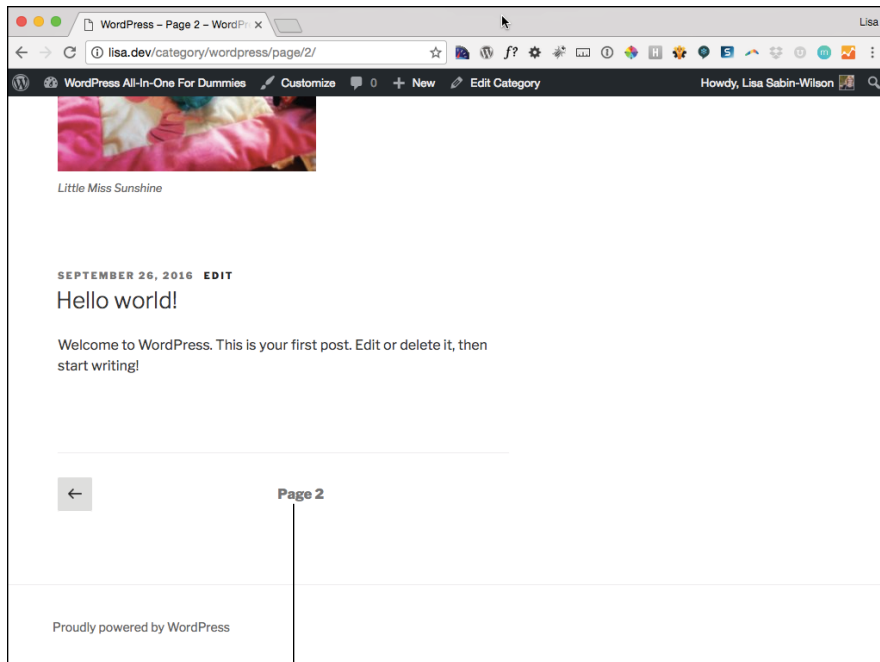 WordPress – Page 2 – WordPr
Lisa
lisa.dev/category/wordpress/page/2/
WordPress All-In-One For Dummies Customize 0 New Edit Category Howdy, Lisa Sabin-Wilson
Little Miss Sunshine
SEPTEMBER 26, 2016 EDIT
Hello world!
Welcome to WordPress. This is your first post. Edit or delete it, then
start writing!
Page 2
Proudly powered by WordPress